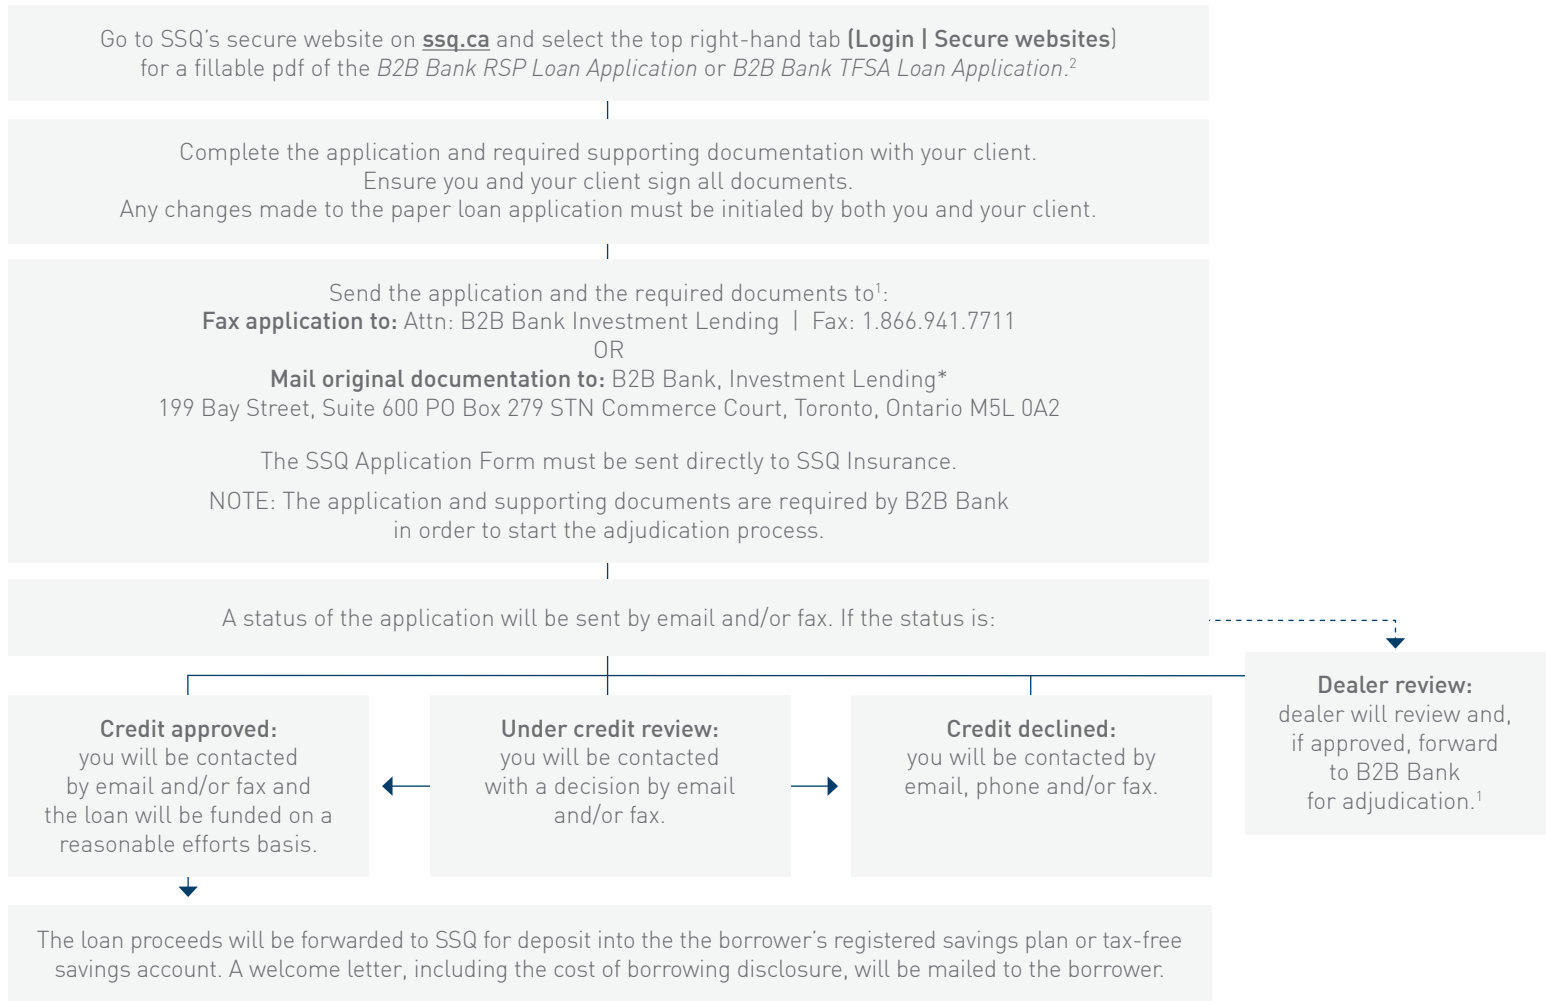 Go to SSQ’s secure website on ssq.ca and select the top right-hand tab (Login | Secure websites)
for a fillable pdf of the B2B Bank RSP Loan Application or B2B Bank TFSA Loan Application.2
Complete the application and required supporting documentation with your client.
Ensure you and your client sign all documents.
Any changes made to the paper loan application must be initialed by both you and your client.
Send the application and the required documents to1:
Fax application to: Attn: B2B Bank Investment Lending | Fax: 1.866.941.7711
OR
Mail original documentation to: B2B Bank, Investment Lending*
199 Bay Street, Suite 600 PO Box 279 STN Commerce Court, Toronto, Ontario M5L 0A2
The SSQ Application Form must be sent directly to SSQ Insurance.
NOTE: The application and supporting documents are required by B2B Bank
in order to start the adjudication process.
A status of the application will be sent by email and/or fax. If the status is:
Credit approved:
you will be contacted
by email and/or fax and
the loan will be funded on a
reasonable efforts basis.
Under credit review:
you will be contacted
with a decision by email
and/or fax.
Credit declined:
you will be contacted by
email, phone and/or fax.
Dealer review:
dealer will review and,
if approved, forward
to B2B Bank
for adjudication.1
The loan proceeds will be forwarded to SSQ for deposit into the the borrower’s registered savings plan or tax-free
savings account. A welcome letter, including the cost of borrowing disclosure, will be mailed to the borrower.